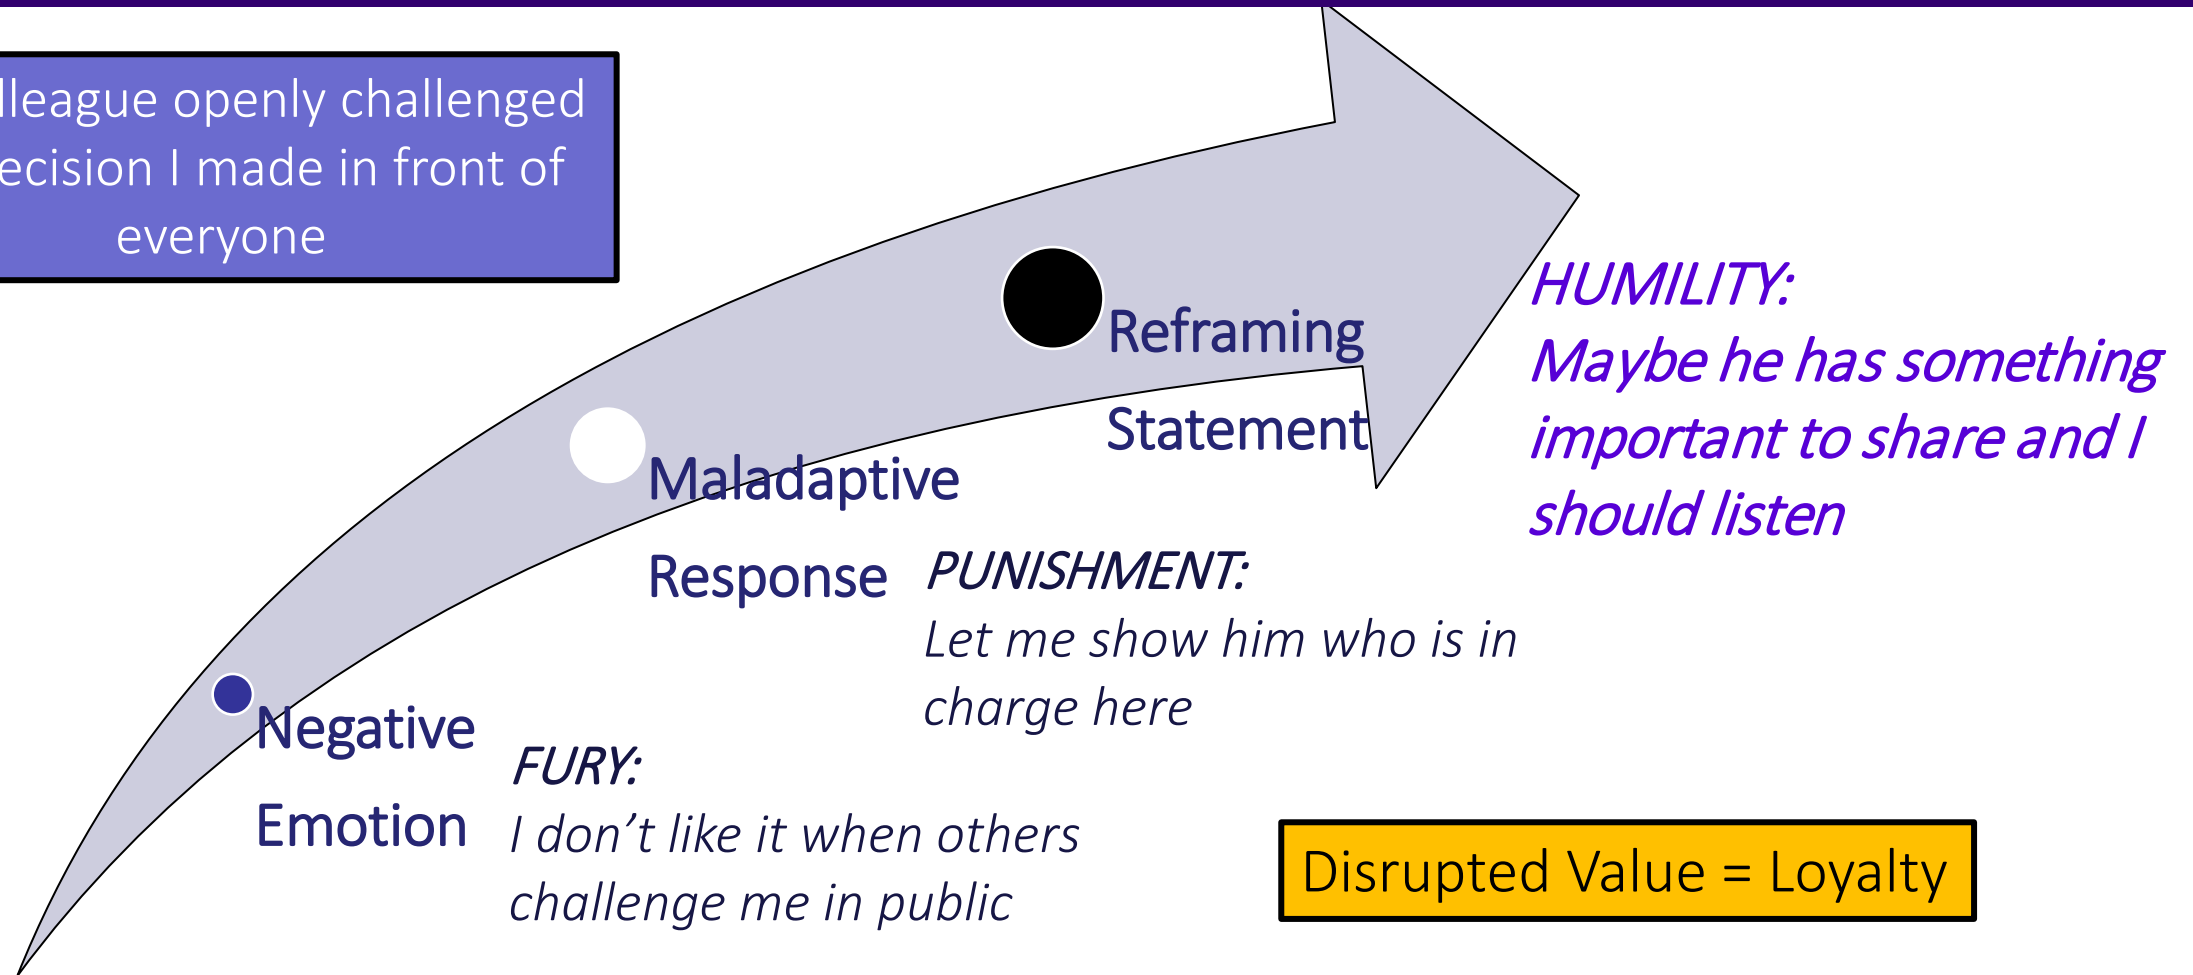 lleague openly challenged
ecision I made in front of
everyone
HUMILITY:
Maybe he has something
important to share and I
should listen
Reframing
Statement
Maladaptive
Response
PUNISHMENT:
Let me show him who is in
charge here
Negative
Emotion
FURY:
I don’t like it when others
challenge me in public
Disrupted Value = Loyalty